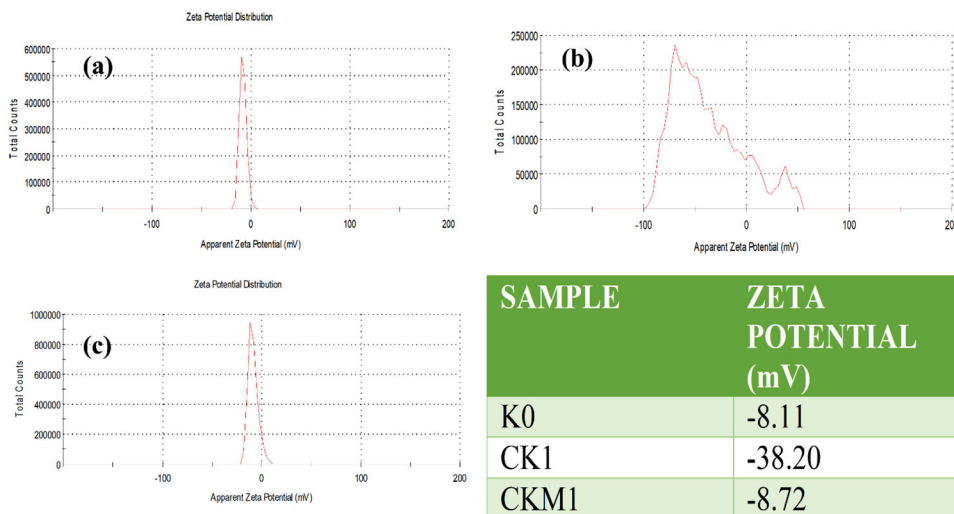 Zeta Potential Distribution
(a)
Total Counts
600000
500000
400000
300000
200000
100000
0
-100 0 100 200
Apparent Zeta Potential (mV)
(b)
Total Counts
250000
200000
150000
100000
50000
0
-100 0 100 200
Apparent Zeta Potential (mV)
Zeta Potential Distribution
(c)
Total Counts
1000000
800000
600000
400000
200000
0
-100 0 100 200
Apparent Zeta Potential (mV)
SAMPLE ZETA
POTENTIAL
(mV)
K0 -8.11
CK1 -38.20
CKM1 -8.72